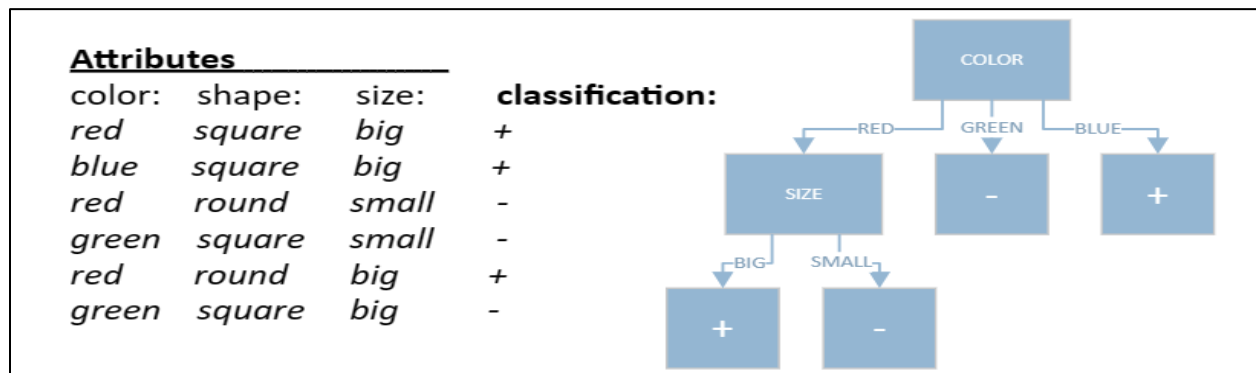 Attributes
color: shape: size: classification:
red square big +
blue square big +
red round small -
green square small -
red round big +
green square big -
COLOR
RED GREEN BLUE
SIZE - +
BIG SMALL
+ -